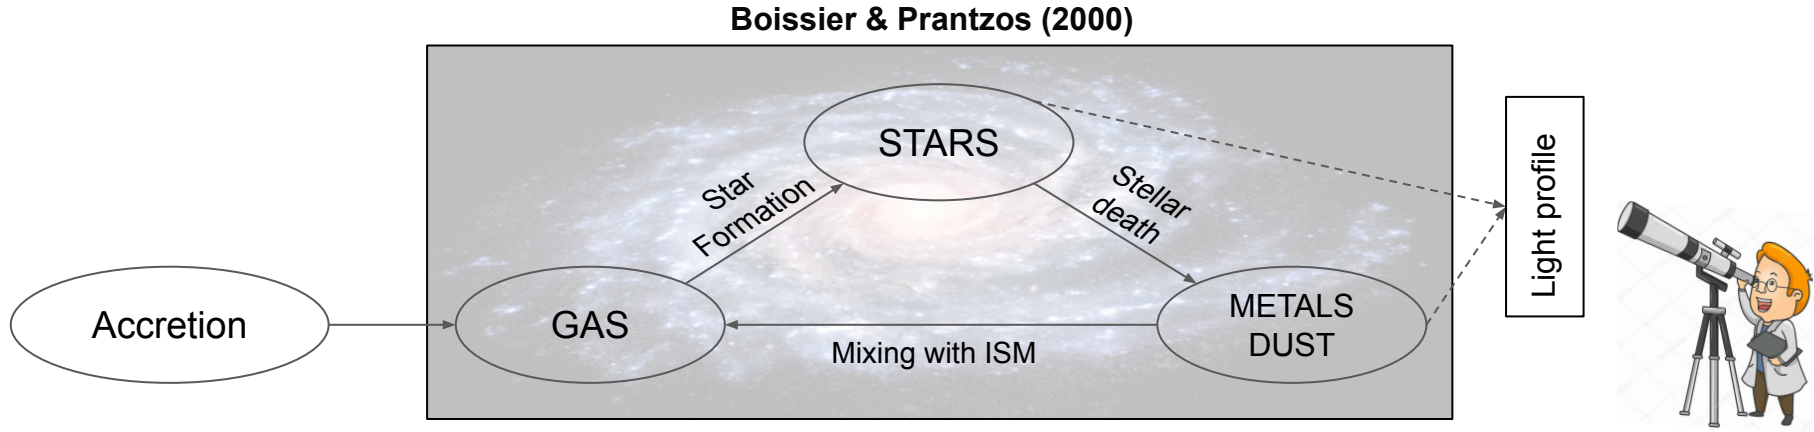 Boissier & Prantzos (2000)
STARS
Star
Formation
Stellar
death
Light profile
Accretion
GAS
METALS
DUST
Mixing with ISM